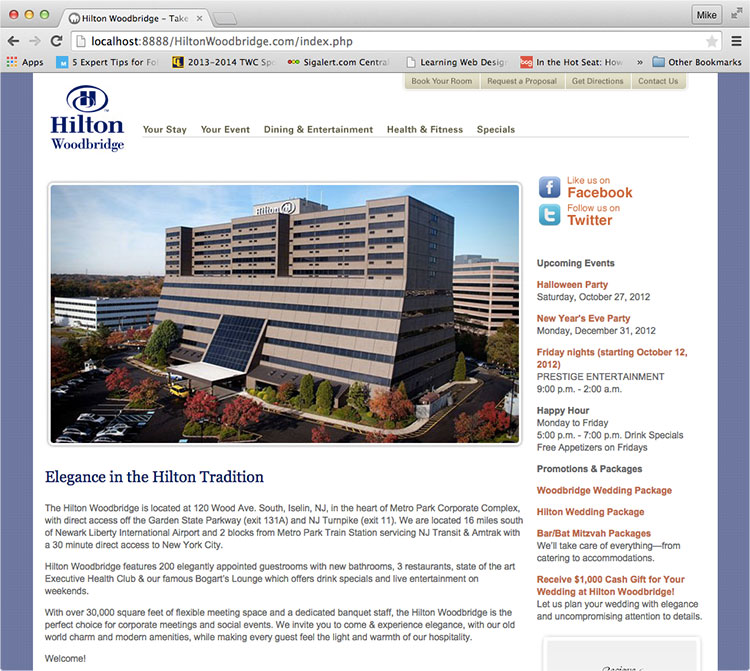 Hilton Woodbridge – Take
Mike
localhost:8888/HiltonWoodbridge.com/index.php
Apps
5 Expert Tips for Fol
2013-2014 TWC Spo
Sigalert.com Central
Learning Web Design
In the Hot Seat: How
»
Other Bookmarks
Book Your Room
Request a Proposal
Get Directions
Contact Us
Hilton
Woodbridge
Your Stay
Your Event
Dining & Entertainment
Health & Fitness
Specials
Hilton
Elegance in the Hilton Tradition
The Hilton Woodbridge is located at 120 Wood Ave. South, Iselin, NJ, in the heart of Metro Park Corporate Complex,
with direct access off the Garden State Parkway (exit 131A) and NJ Turnpike (exit 11). We are located 16 miles south
of Newark Liberty International Airport and 2 blocks from Metro Park Train Station servicing NJ Transit & Amtrak with
a 30 minute direct access to New York City.
Hilton Woodbridge features 200 elegantly appointed guestrooms with new bathrooms, 3 restaurants, state of the art
Executive Health Club & our famous Bogart's Lounge which offers drink specials and live entertainment on
weekends.
With over 30,000 square feet of flexible meeting space and a dedicated banquet staff, the Hilton Woodbridge is the
perfect choice for corporate meetings and social events. We invite you to come & experience elegance, with our old
world charm and modern amenities, while making every guest feel the light and warmth of our hospitality.
Welcome!
Like us on
Facebook
Follow us on
Twitter
Upcoming Events
Halloween Party
Saturday, October 27, 2012
New Year's Eve Party
Monday, December 31, 2012
Friday nights (starting October 12,
2012)
PRESTIGE ENTERTAINMENT
9:00 p.m. - 2:00 a.m.
Happy Hour
Monday to Friday
5:00 p.m. - 7:00 p.m. Drink Specials
Free Appetizers on Fridays
Promotions & Packages
Woodbridge Wedding Package
Hilton Wedding Package
Bar/Bat Mitzvah Packages
We'll take care of everything—from
catering to accommodations.
Receive $1,000 Cash Gift for Your
Wedding at Hilton Woodbridge!
Let us plan your wedding with elegance
and uncompromising attention to details.